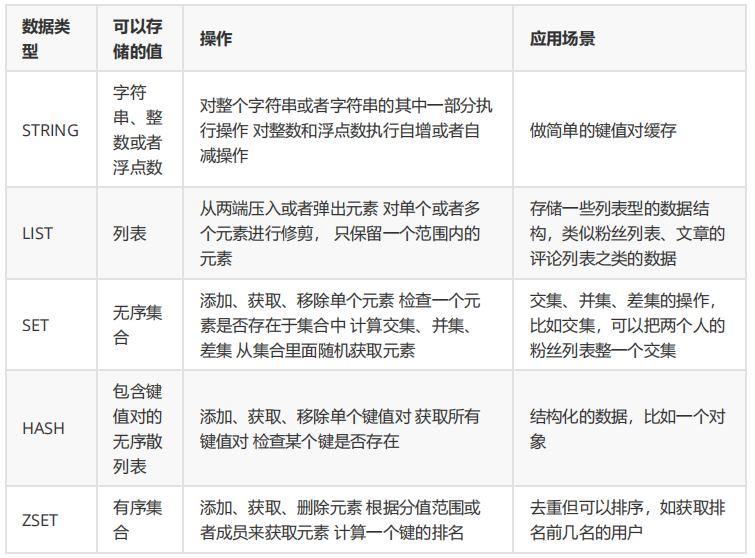 数据类
型
可以存
储的值
操作
应用场景
STRING
字符
串、整
数或者
浮点数
对整个字符串或者字符串的其中一部分执
行操作 对整数和浮点数执行自增或者自
减操作
做简单的键值对缓存
LIST
列表
从两端压入或者弹出元素 对单个或者多
个元素进行修剪， 只保留一个范围内的
元素
存储一些列表型的数据结
构，类似粉丝列表、文章的
评论列表之类的数据
SET
无序集
合
添加、获取、移除单个元素 检查一个元
素是否存在于集合中 计算交集、并集、
差集 从集合里面随机获取元素
交集、并集、差集的操作，
比如交集，可以把两个人的
粉丝列表整一个交集
HASH
包含键
值对的
无序散
列表
添加、获取、移除单个键值对 获取所有
键值对 检查某个键是否存在
结构化的数据，比如一个对
象
ZSET
有序集
合
添加、获取、删除元素 根据分值范围或
者成员来获取元素 计算一个键的排名
去重但可以排序，如获取排
名前几名的用户